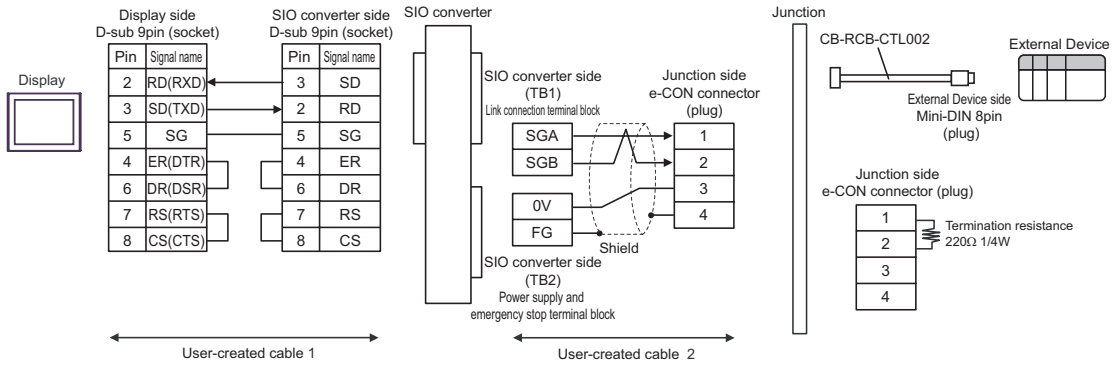 Display
Display side
D-sub 9pin (socket)
Pin Signal name
2 RD(RXD)
3 SD(TXD)
5 SG
4 ER(DTR)
6 DR(DSR)
7 RS(RTS)
8 CS(CTS)
SIO converter side
D-sub 9pin (socket)
Pin Signal name
3 SD
2 RD
5 SG
4 ER
6 DR
7 RS
8 CS
User-created cable 1
SIO converter
SIO converter side
(TB1)
Link connection terminal block
SGA
SGB
0V
FG
Shield
SIO converter side
(TB2)
Power supply and
emergency stop terminal block
Junction side
e-CON connector
(plug)
1
2
3
4
User-created cable 2
Junction
CB-RCB-CTL002
External Device
External Device side
Mini-DIN 8pin
(plug)
Junction side
e-CON connector (plug)
1
2
3
4
Termination resistance
220Ω 1/4W